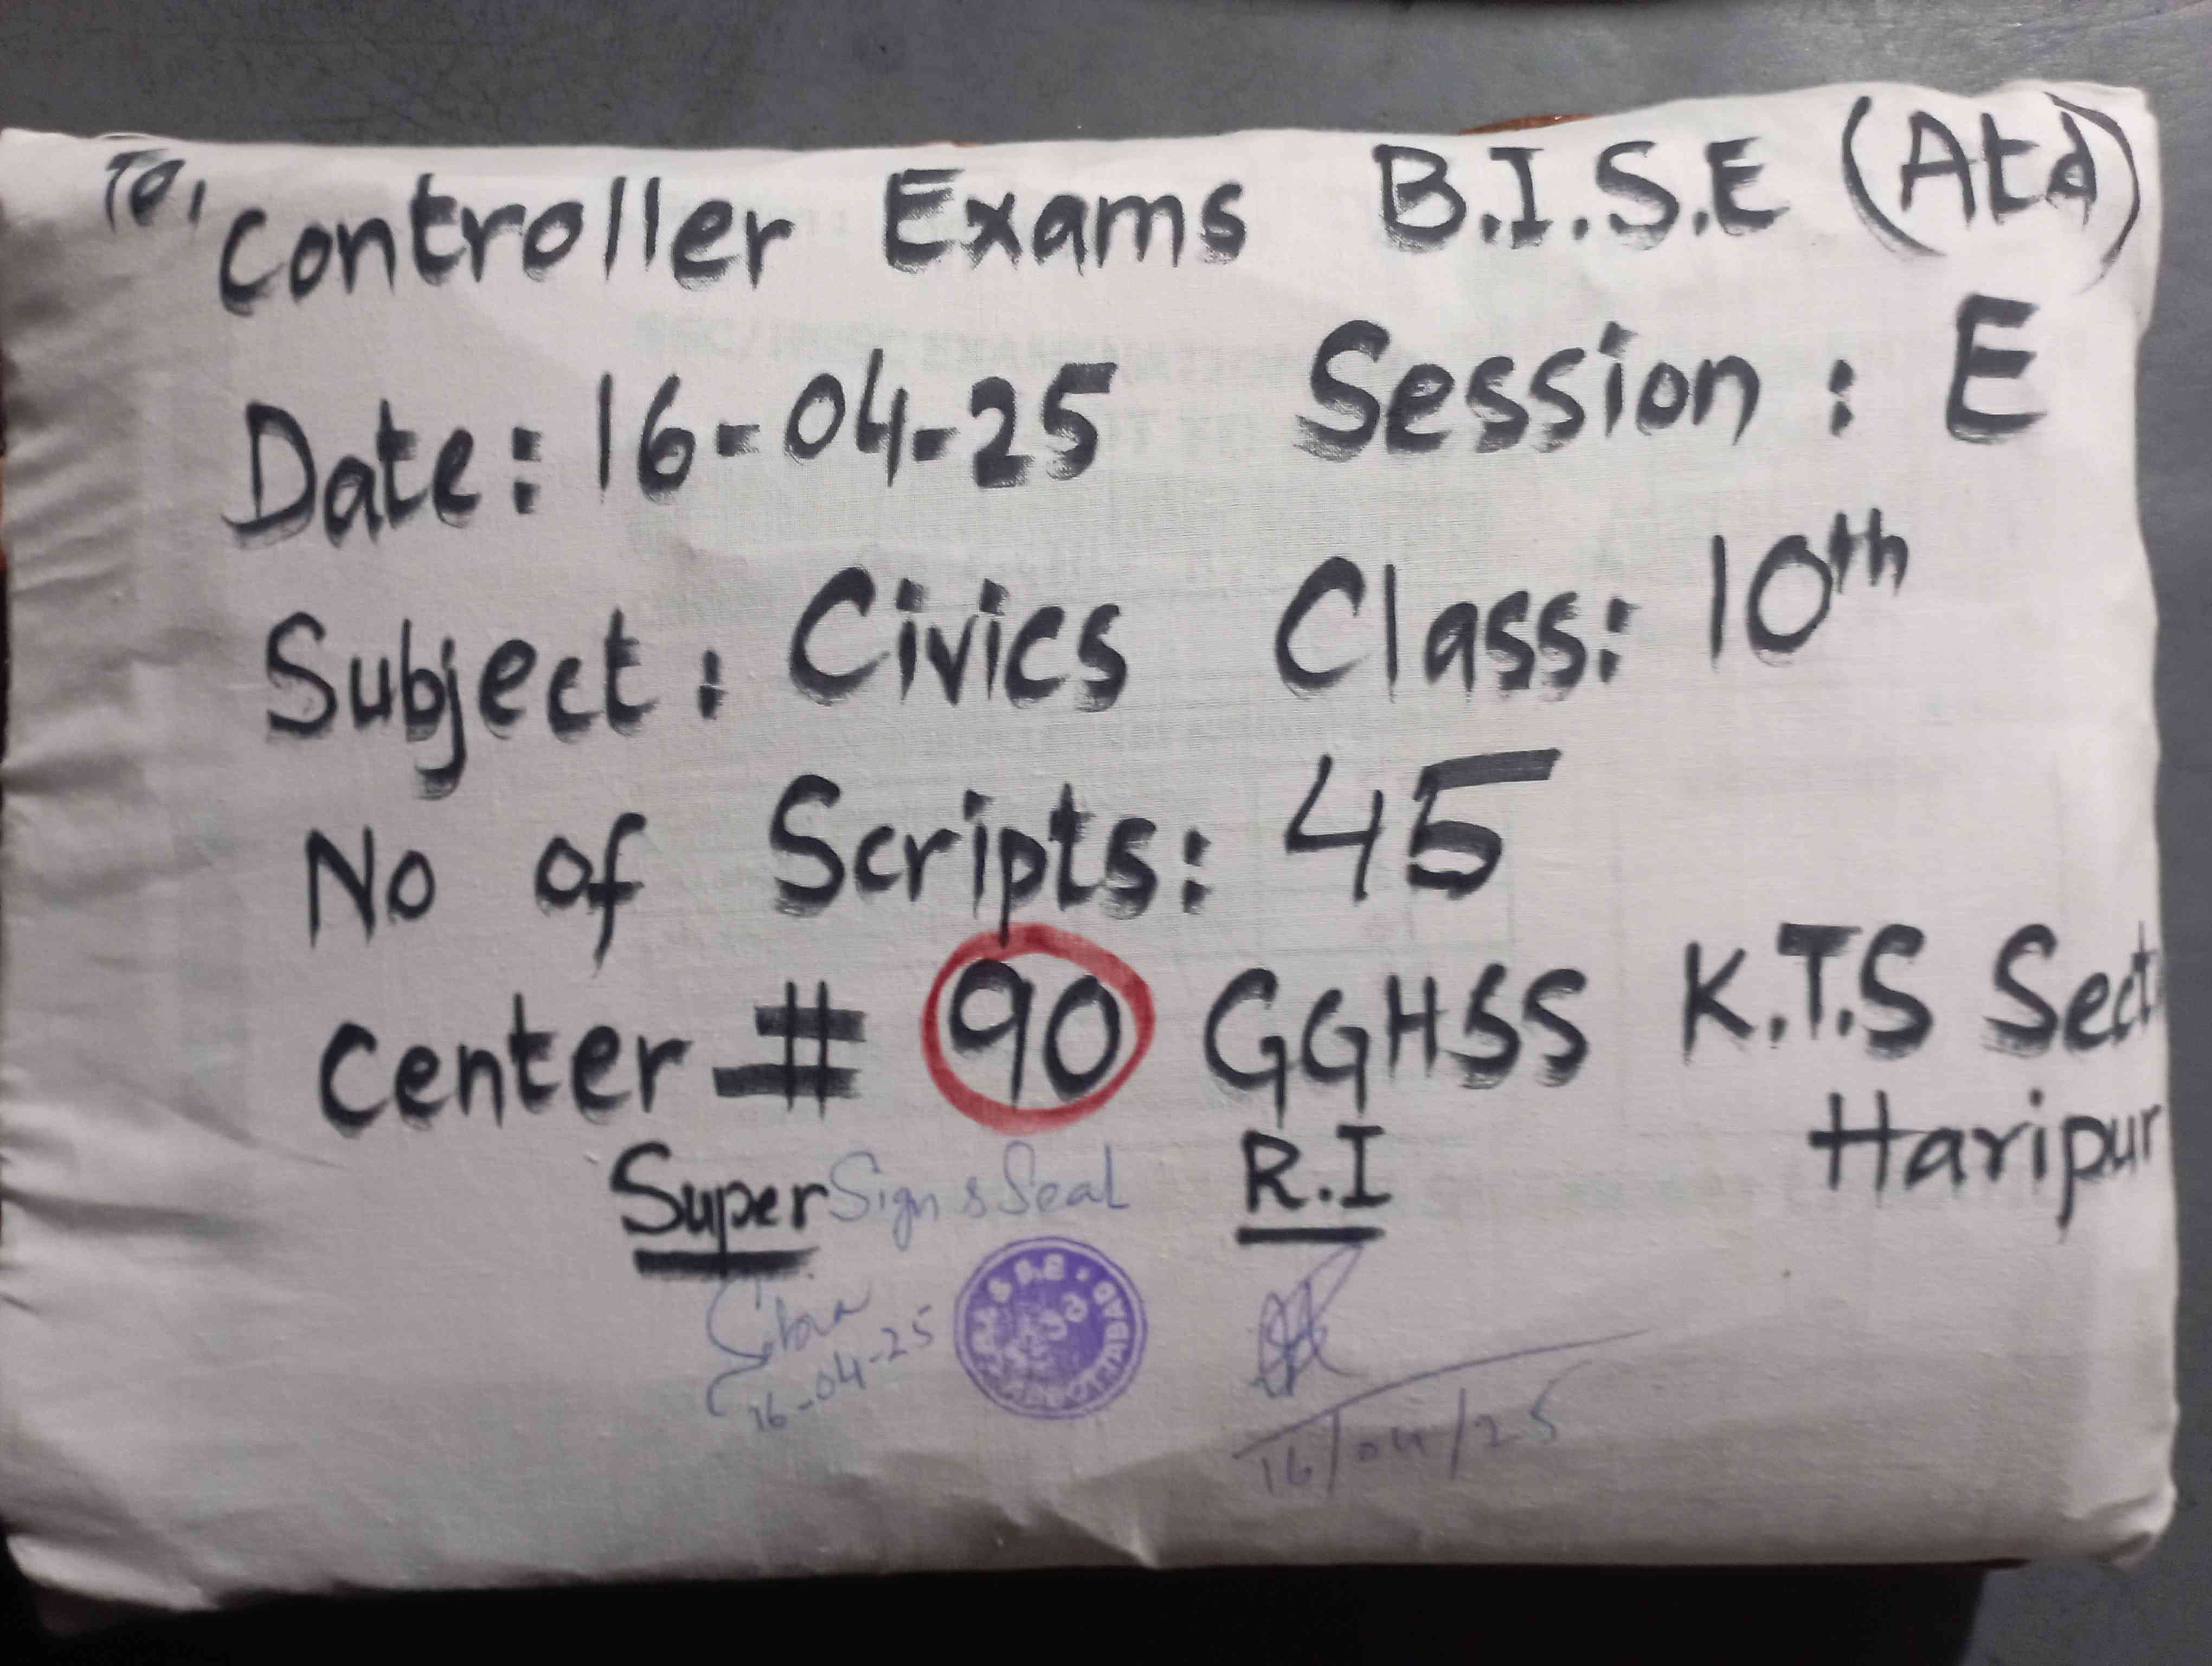 To, Controller Exams B.I.S.E (Atd)
Date: 16-04-25 Session: E
Subject: Civics Class: 10th
No of Scripts: 45
Center # 90 GGHSS K.T.S Sect
Haripur
Super Sign & Seal R.I
16-04-25
16/04/25